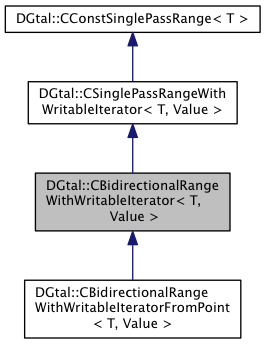 DGtal::CConstSinglePassRange< T >
DGtal::CSinglePassRangeWith
WritableIterator< T, Value >
DGtal::CBidirectionalRange
WithWritableIterator< T,
Value >
DGtal::CBidirectionalRange
WithWritableIteratorFromPoint
< T, Value >